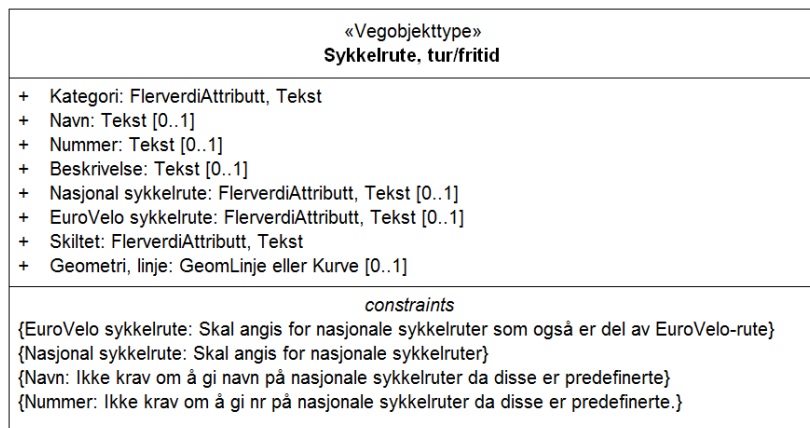 «Vegobjekttype»
Sykkelrute, tur/fritid
+ Kategori: FlerverdiAttributt, Tekst
+ Navn: Tekst [0..1]
+ Nummer: Tekst [0..1]
+ Beskrivelse: Tekst [0..1]
+ Nasjonal sykkelrute: FlerverdiAttributt, Tekst [0..1]
+ EuroVelo sykkelrute: FlerverdiAttributt, Tekst [0..1]
+ Skiltet: FlerverdiAttributt, Tekst
+ Geometri, linje: GeomLinje eller Kurve [0..1]
constraints
{EuroVelo sykkelrute: Skal angis for nasjonale sykkelruter som også er del av EuroVelo-rute}
{Nasjonal sykkelrute: Skal angis for nasjonale sykkelruter}
{Navn: Ikke krav om å gi navn på nasjonale sykkelruter da disse er predefinerte}
{Nummer: Ikke krav om å gi nr på nasjonale sykkelruter da disse er predefinerte.}